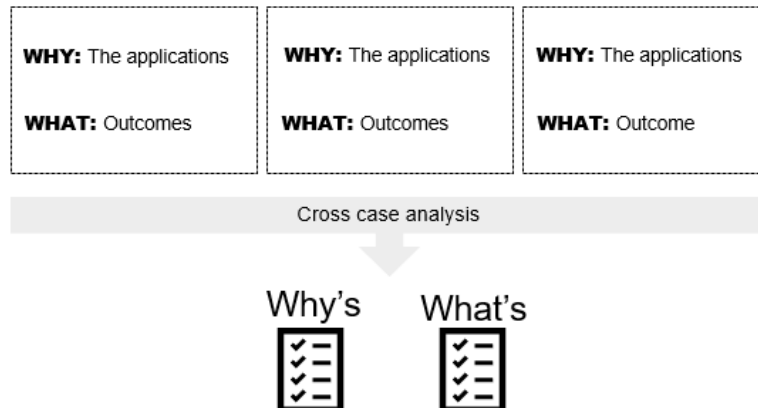 WHY: The applications
WHAT: Outcomes
WHY: The applications
WHAT: Outcomes
WHY: The applications
WHAT: Outcome
Cross case analysis
Why's
What's